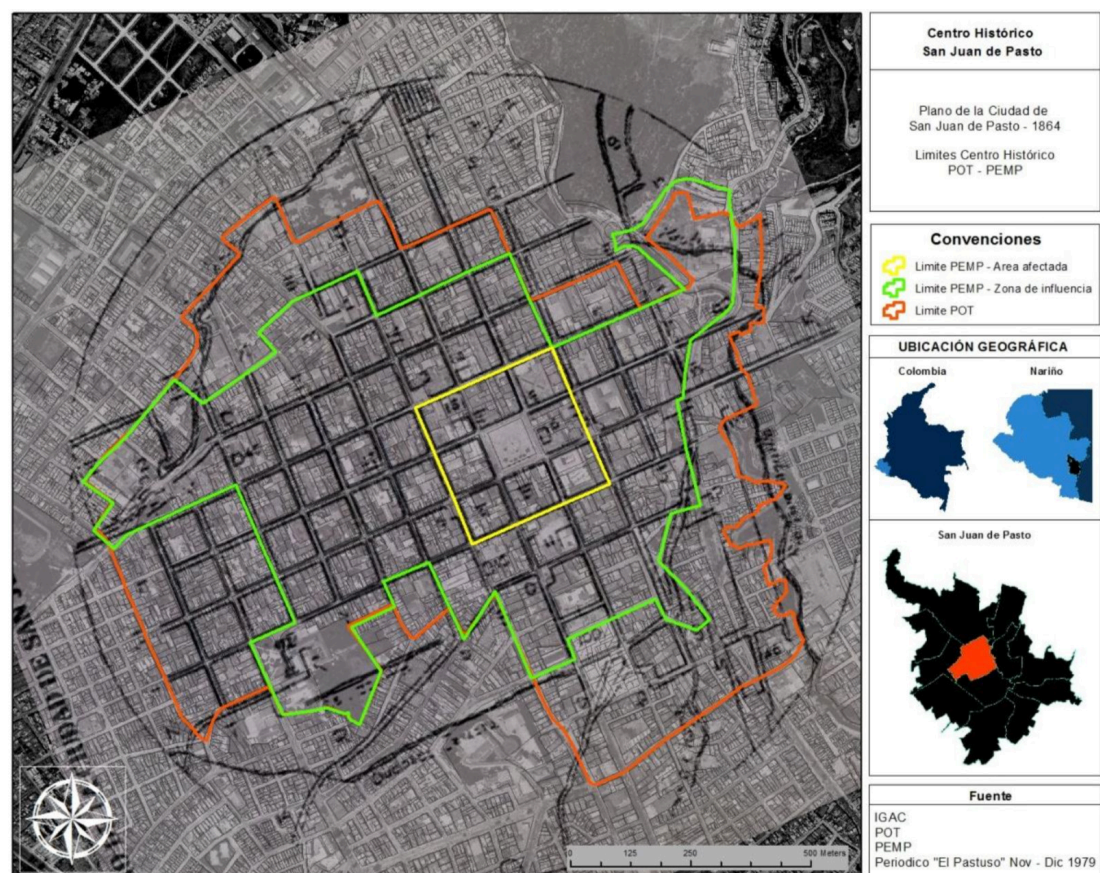 Centro Histórico
San Juan de Pasto
Plano de la Ciudad de
San Juan de Pasto - 1864
Limites Centro Histórico
POT - PEMP
Convenciones
Limite PEMP - Area afectada
Limite PEMP - Zona de influencia
Limite POT
UBICACIÓN GEOGRÁFICA
Colombia
Nariño
San Juan de Pasto
Fuente
IGAC
POT
PEMP
Periodico "El Pastuso" Nov - Dic 1979
0 125 250 500 Meters